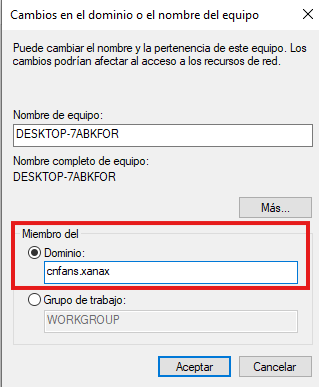 Cambios en el dominio o el nombre del equipo
Puede cambiar el nombre y la pertenencia de este equipo. Los
cambios podrían afectar al acceso a los recursos de red.
Nombre de equipo:
DESKTOP-7ABKFOR
Nombre completo de equipo:
DESKTOP-7ABKFOR
Más...
Miembro del
Dominio:
cnfans.xanax
Grupo de trabajo:
WORKGROUP
Aceptar
Cancelar